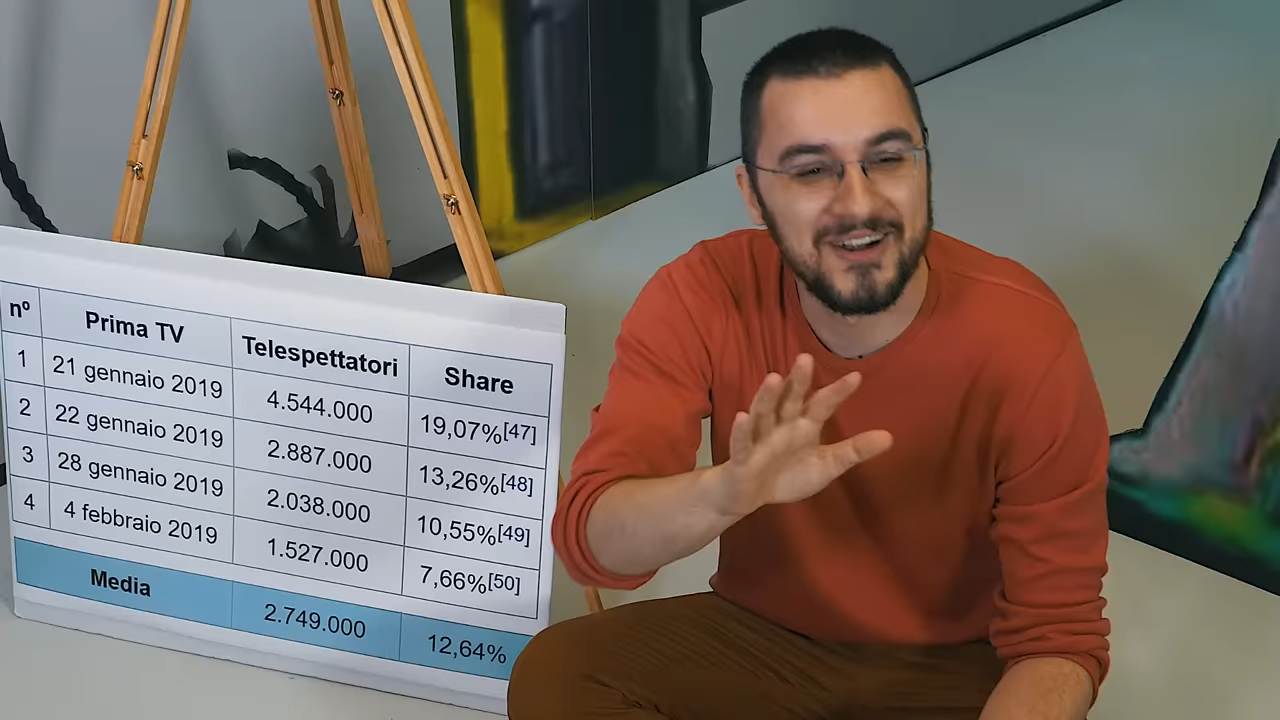 nº Prima TV Telespettatori Share
1 21 gennaio 2019 4.544.000 19,07%[47]
2 22 gennaio 2019 2.887.000 13,26%[48]
3 28 gennaio 2019 2.038.000 10,55%[49]
4 4 febbraio 2019 1.527.000 7,66%[50]
Media 2.749.000 12,64%